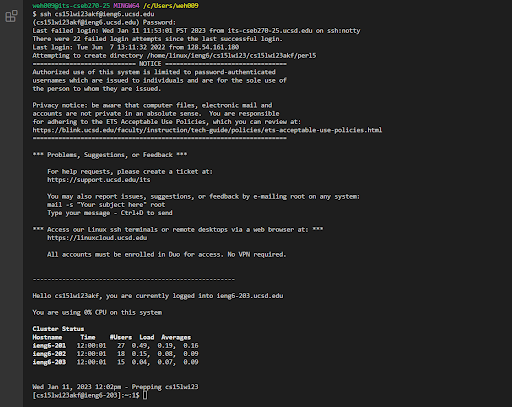 weh009@its-cseb270-25 MINGW64 /c/Users/weh009
$ ssh cs15lwi23akf@ieng6.ucsd.edu
(cs15lwi23akf@ieng6.ucsd.edu) Password:
Last failed login: Wed Jan 11 11:53:01 PST 2023 from its-cseb270-25.ucsd.edu on ssh:notty
There were 22 failed login attempts since the last successful login.
Last login: Tue Jun  7 13:11:32 2022 from 128.54.161.180
Attempting to create directory /home/linux/ieng6/cs15lwi23/cs15lwi23akf/perl5
============================ NOTICE =================================
Authorized use of this system is limited to password-authenticated
usernames which are issued to individuals and are for the sole use of
the person to whom they are issued.
Privacy notice: be aware that computer files, electronic mail and
accounts are not private in an absolute sense.  You are responsible
for adhering to the ETS Acceptable Use Policies, which you can review at:
https://blink.ucsd.edu/faculty/instruction/tech-guide/policies/ets-acceptable-use-policies.html
=====================================================================
*** Problems, Suggestions, or Feedback ***
For help requests, please create a ticket at:
https://support.ucsd.edu/its
You may also report issues, suggestions, or feedback by e-mailing root on any system:
mail -s "Your subject here" root
Type your message - Ctrl+D to send
*** Access our Linux ssh terminals or remote desktops via a web browser at: ***
https://linuxcloud.ucsd.edu
All accounts must be enrolled in Duo for access. No VPN required.
--------------------------------------------------------
Hello cs15lwi23akf, you are currently logged into ieng6-203.ucsd.edu
You are using 0% CPU on this system
Cluster Status
Hostname     Time    #Users  Load  Averages
ieng6-201   12:00:01   27  0.49,  0.19,  0.16
ieng6-202   12:00:01   18  0.15,  0.08,  0.09
ieng6-203   12:00:01   15  0.04,  0.07,  0.09
Wed Jan 11, 2023 12:02pm - Prepping cs15lwi23
[cs15lwi23akf@ieng6-203]:~:1$